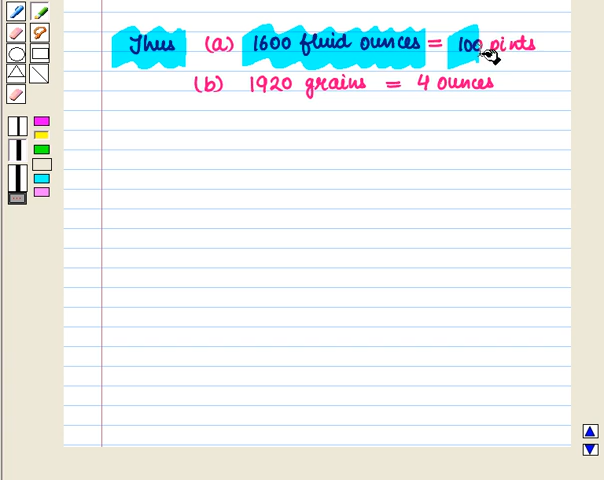 Thus (a) 1600 fluid ounces = 100 pints
(b) 1920 grains = 4 ounces